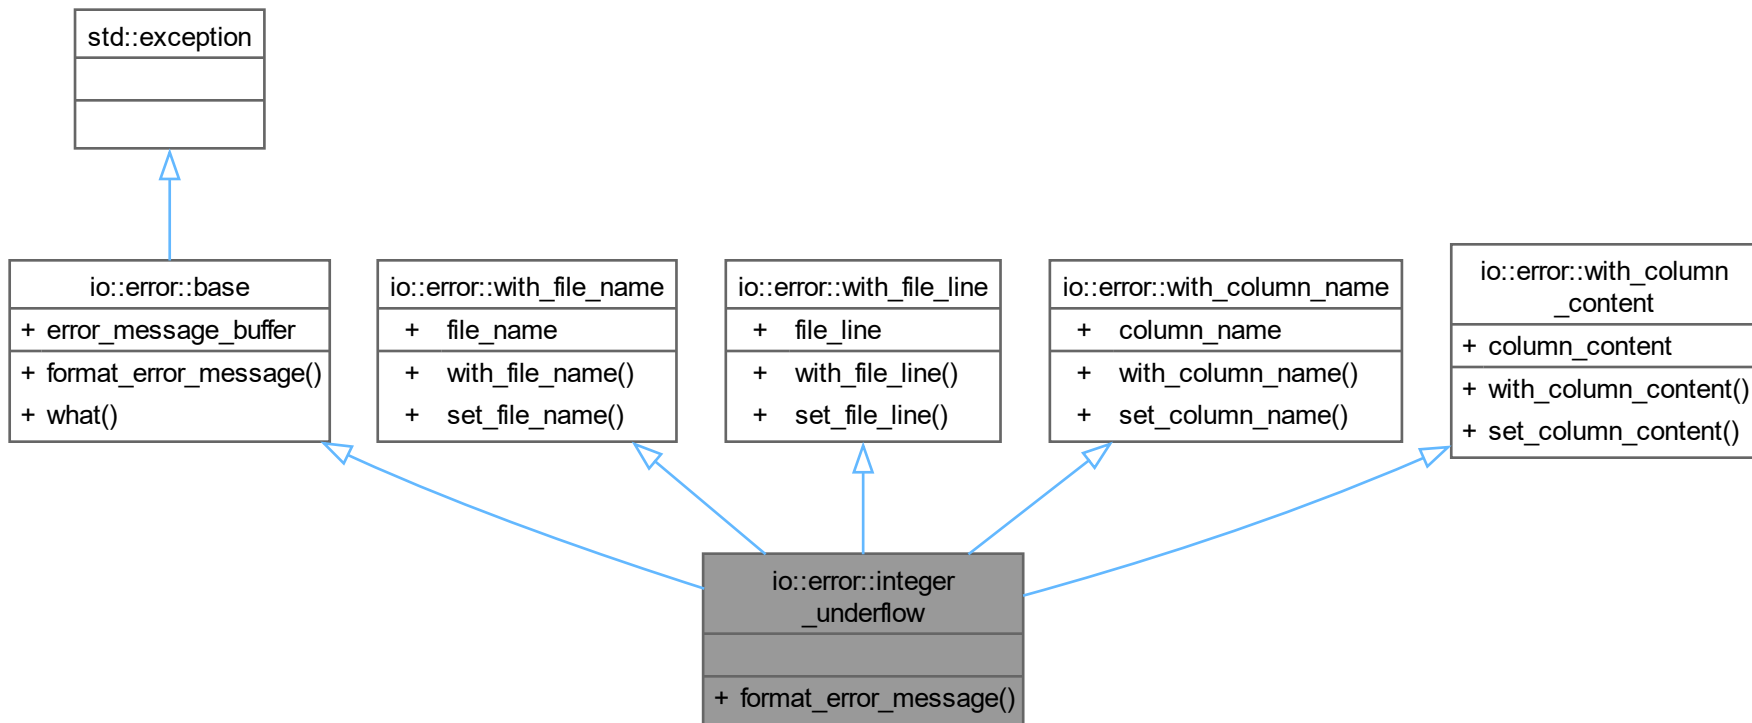 std::exception
io::error::base
+ error_message_buffer
+ format_error_message()
+ what()
io::error::with_file_name
+ file_name
+ with_file_name()
+ set_file_name()
io::error::with_file_line
+ file_line
+ with_file_line()
+ set_file_line()
io::error::with_column_name
+ column_name
+ with_column_name()
+ set_column_name()
io::error::with_column
_content
+ column_content
+ with_column_content()
+ set_column_content()
io::error::integer
_underflow
+ format_error_message()